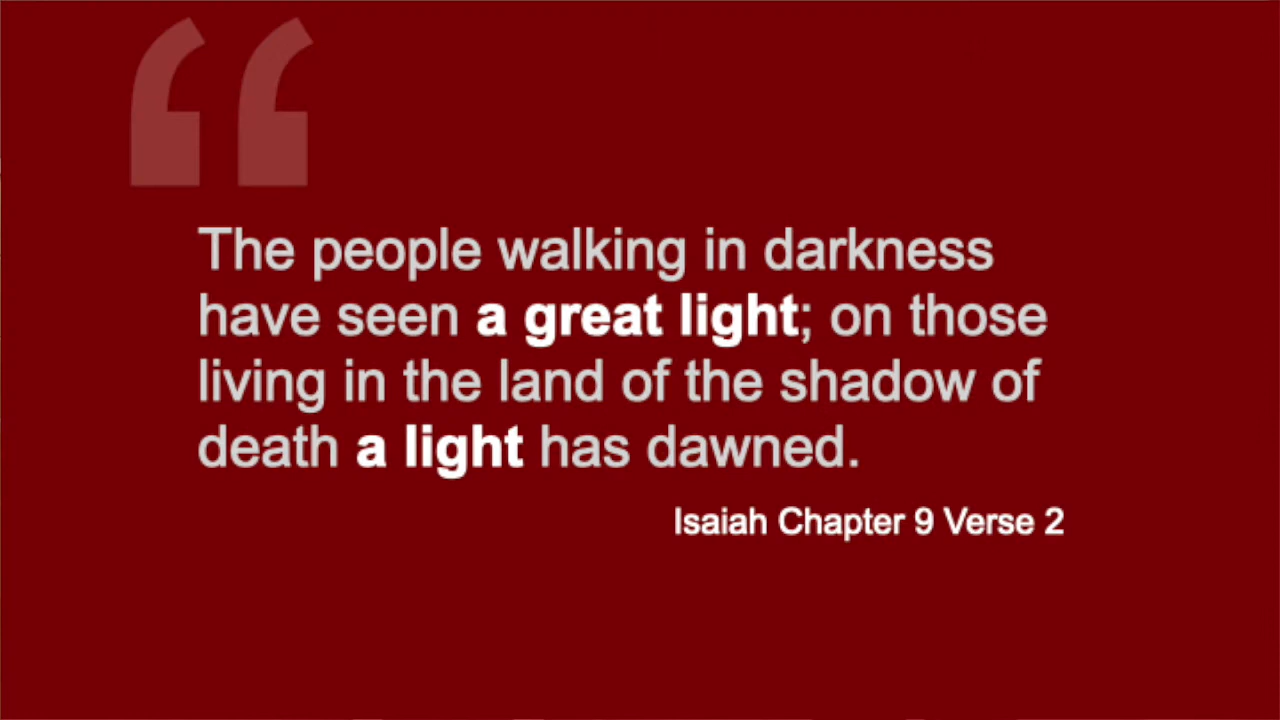 “
The people walking in darkness
have seen a great light; on those
living in the land of the shadow of
death a light has dawned.
Isaiah Chapter 9 Verse 2